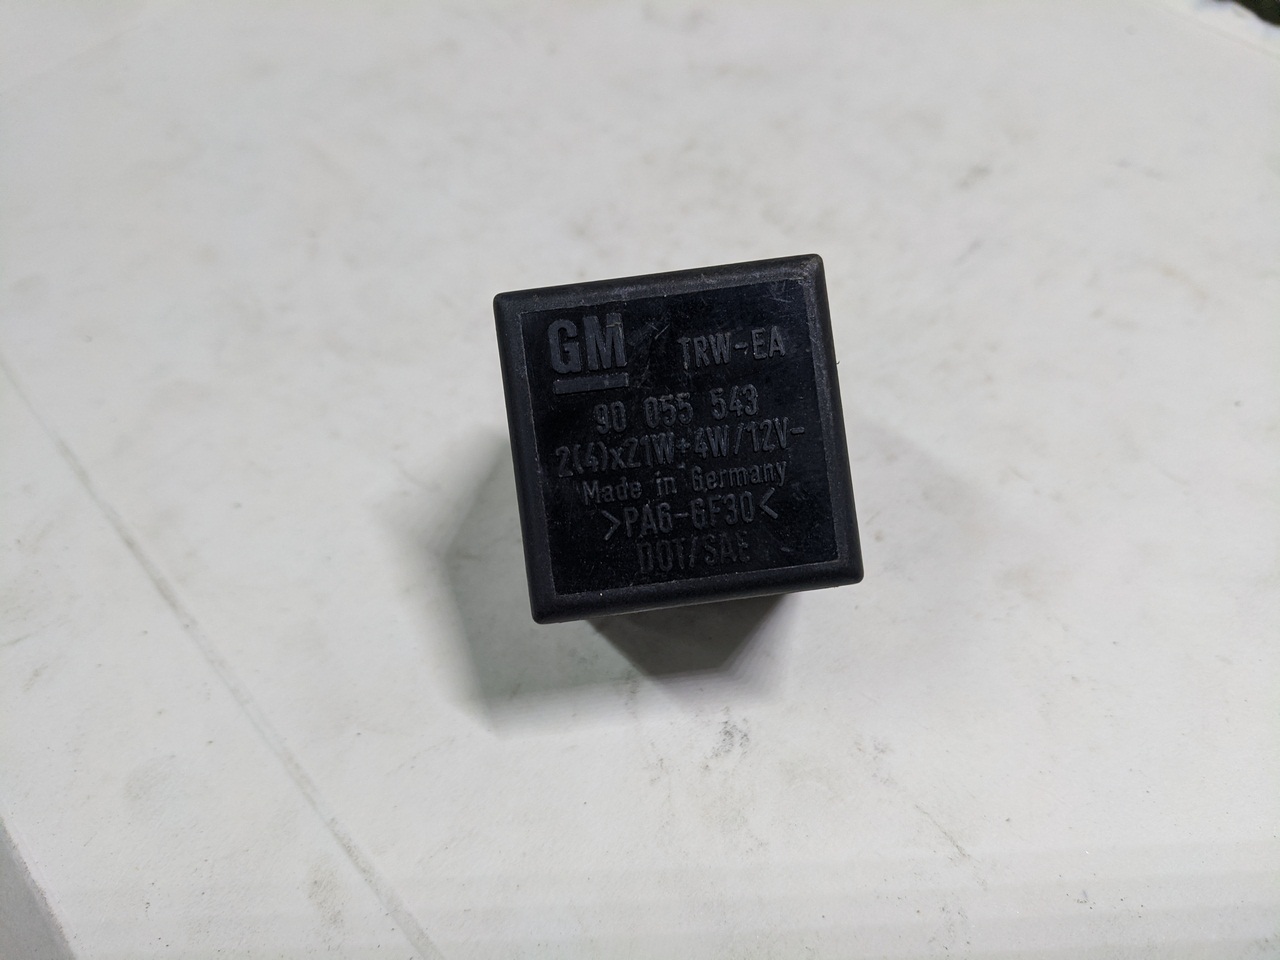 GM TRW-EA
90 055 543
2(4)x21W+4W/12V-
Made in Germany
>PA6-GF30<
DOT/SAE